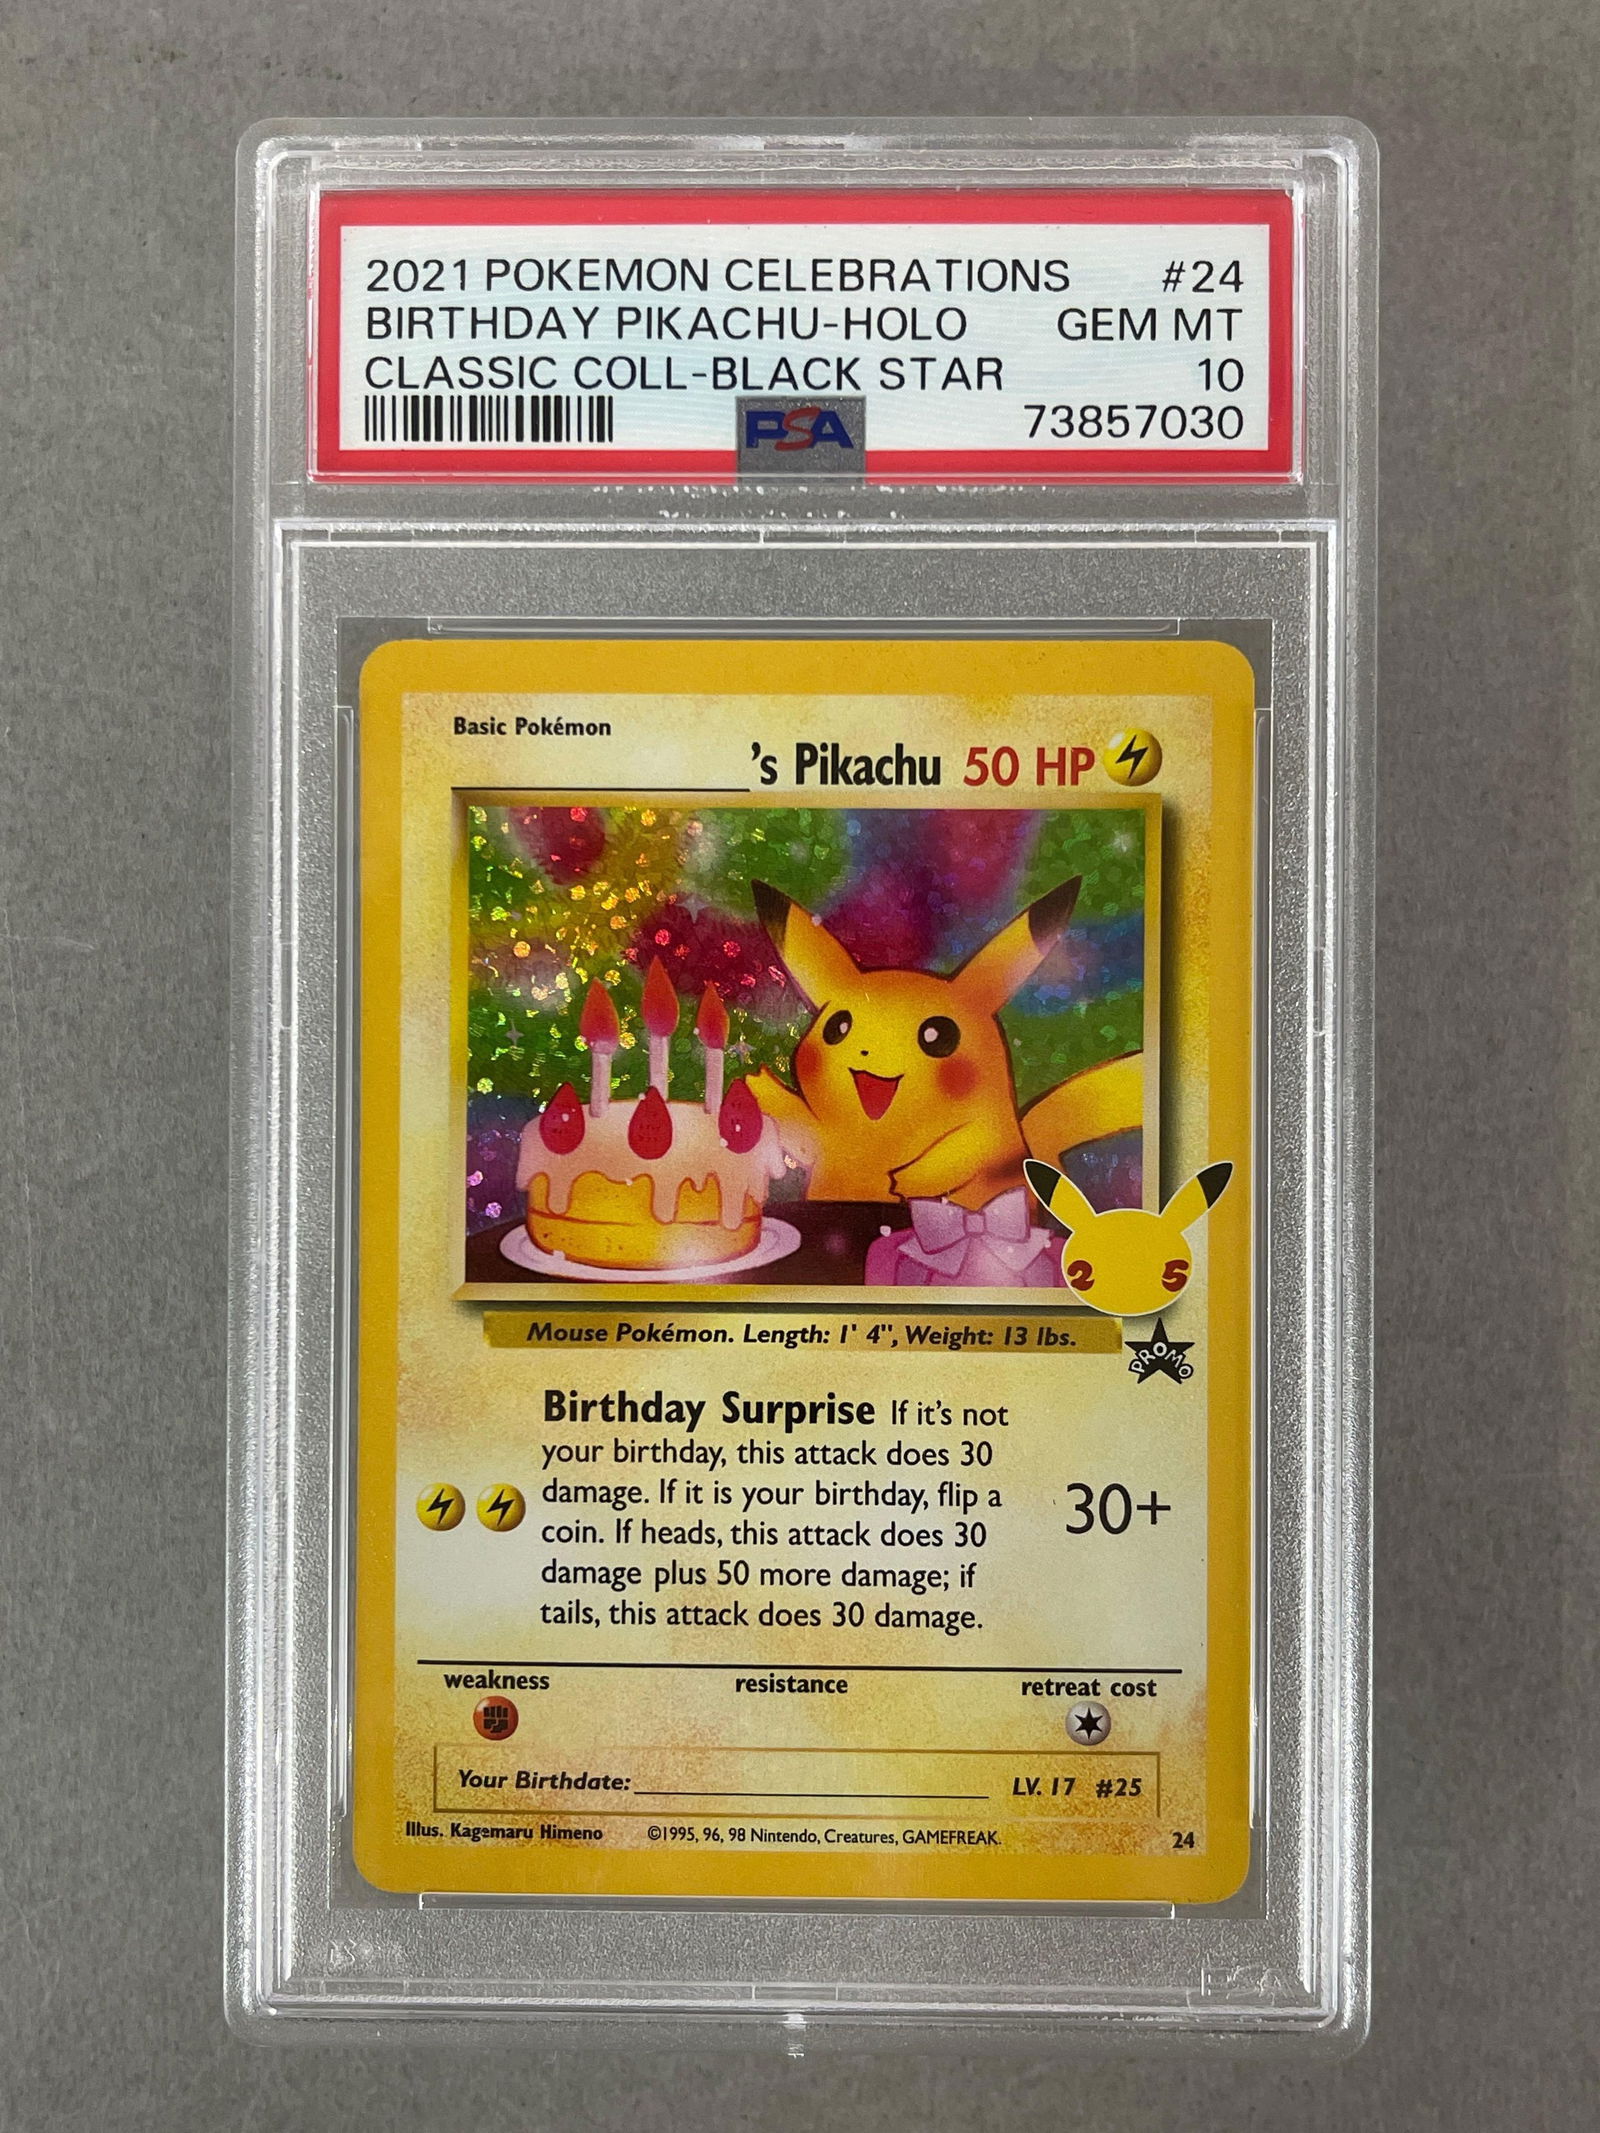 2021 POKEMON CELEBRATIONS #24
BIRTHDAY PIKACHU-HOLO GEM MT
CLASSIC COLL-BLACK STAR 10
PSA 73857030
Basic Pokémon
's Pikachu 50 HP
25
Mouse Pokémon. Length: 1' 4", Weight: 13 lbs.
PROMO
Birthday Surprise If it's not
your birthday, this attack does 30
damage. If it is your birthday, flip a
coin. If heads, this attack does 30
damage plus 50 more damage; if
tails, this attack does 30 damage.
30+
weakness resistance retreat cost
Your Birthdate: LV. 17 #25
Illus. Kagemaru Himeno ©1995, 96, 98 Nintendo, Creatures, GAMEFREAK. 24
PSA